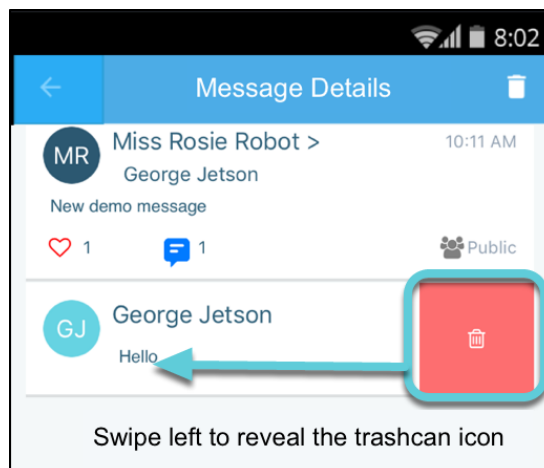 8:02
Message Details
MR Miss Rosie Robot > 10:11 AM
George Jetson
New demo message
1 1 Public
GJ George Jetson
Hello
Swipe left to reveal the trashcan icon